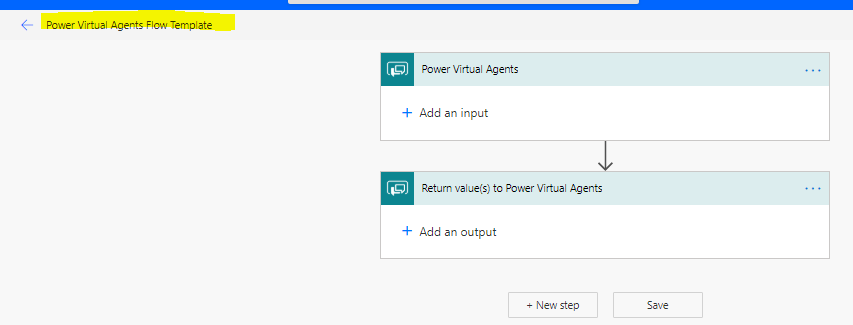 ← Power Virtual Agents Flow Template
Power Virtual Agents ...
+ Add an input
Return value(s) to Power Virtual Agents ...
+ Add an output
+ New step Save